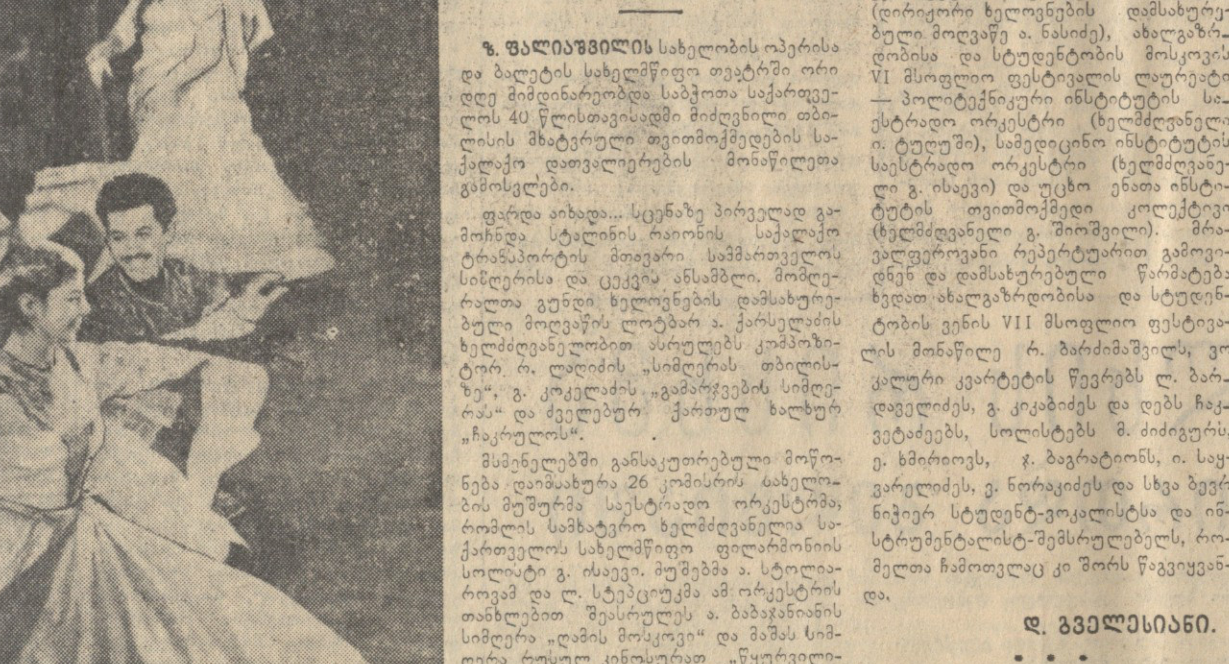 ზ. ფალიაშვილის სახელობის ოპერისა
და ბალეტის სახელმწიფო თეატრში ორი
დღე მიმდინარეობდა საბჭოთა საქართვე-
ლოს 40 წლისთავისადმი მიძღვნილი თბი-
ლისის მხატვრული თვითმოქმედების სა-
ქალაქო დათვალიერების მონაწილეთა
გამოსვლები.
ფარდა აიხადა... სცენაზე პირველად გა-
მოჩნდა სტალინის რაიონის საქალაქო
ტრანსპორტის მთავარი სამმართველოს
სიმღერისა და ცეკვის ანსამბლი. მომღე-
რალთა გუნდი ხელოვნების დამსახურე-
ბული მოღვაწის ლოტბარ ა. ქარსელაძის
ხელმძღვანელობით ასრულებს კომპოზი-
ტორ რ. ლაღიძის „სიმღერას თბილის-
ზე“, გ. კოკელაძის „გამარჯვების სიმღე-
რას“ და ძველებურ ქართულ ხალხურ
„ჩაკრულოს“.
მსმენელებში განსაკუთრებული მოწო-
ნება დაიმსახურა 26 კომისრის სახელო-
ბის მუშურმა საესტრადო ორკესტრმა,
რომლის სამხატვრო ხელმძღვანელია სა-
ქართველოს სახელმწიფო ფილარმონიის
სოლისტი გ. ისაევი. მუშებმა ა. სტოლია-
როვამ და ლ. სტეპციუკმა ამ ორკესტრის
თანხლებით შეასრულეს ა. ბაბაჯანიანის
სიმღერა „ღამის მოსკოვი“ და მაშას სიმ-
ღერა რუსულ კინოსურათ „წყურვილი-
(დირიჟორი ხელოვნების დამსახურე-
ბული მოღვაწე ა. ნასიძე), ახალგაზრ-
დობისა და სტუდენტობის მოსკოვის
VI მსოფლიო ფესტივალის ლაურეატი
— პოლიტექნიკური ინსტიტუტის სა-
ესტრადო ორკესტრი (ხელმძღვანელი
ი. ტუღუში), სამედიცინო ინსტიტუტის
საესტრადო ორკესტრი (ხელმძღვანე-
ლი გ. ისაევი) და უცხო ენათა ინსტი-
ტუტის თვითმოქმედი კოლექტივი
(ხელმძღვანელი გ. შიოშვილი). მრა-
ვალფეროვანი რეპერტუარით გამოვი-
დნენ და დამსახურებული წარმატება
ხვდათ ახალგაზრდობისა და სტუდენ-
ტობის ვენის VII მსოფლიო ფესტივა-
ლის მონაწილე რ. ბარძიმაშვილს, ვო-
კალური კვარტეტის წევრებს ლ. ბარ-
დაველიძეს, გ. კიკაბიძეს და დებს ჩაკ-
ვეტაძეებს, სოლისტებს მ. ძიძიგურს,
ე. ხმიროვს, ჯ. ბაგრატიონს, ი. საყ-
ვარელიძეს, ვ. ნორაკიძეს და სხვა ბევრ
ნიჭიერ სტუდენტ-ვოკალისტსა და ინ-
სტრუმენტალისტ-შემსრულებელს, რო-
მელთა ჩამოთვლაც კი შორს წაგვიყვან-
და.
დ. გველესიანი.